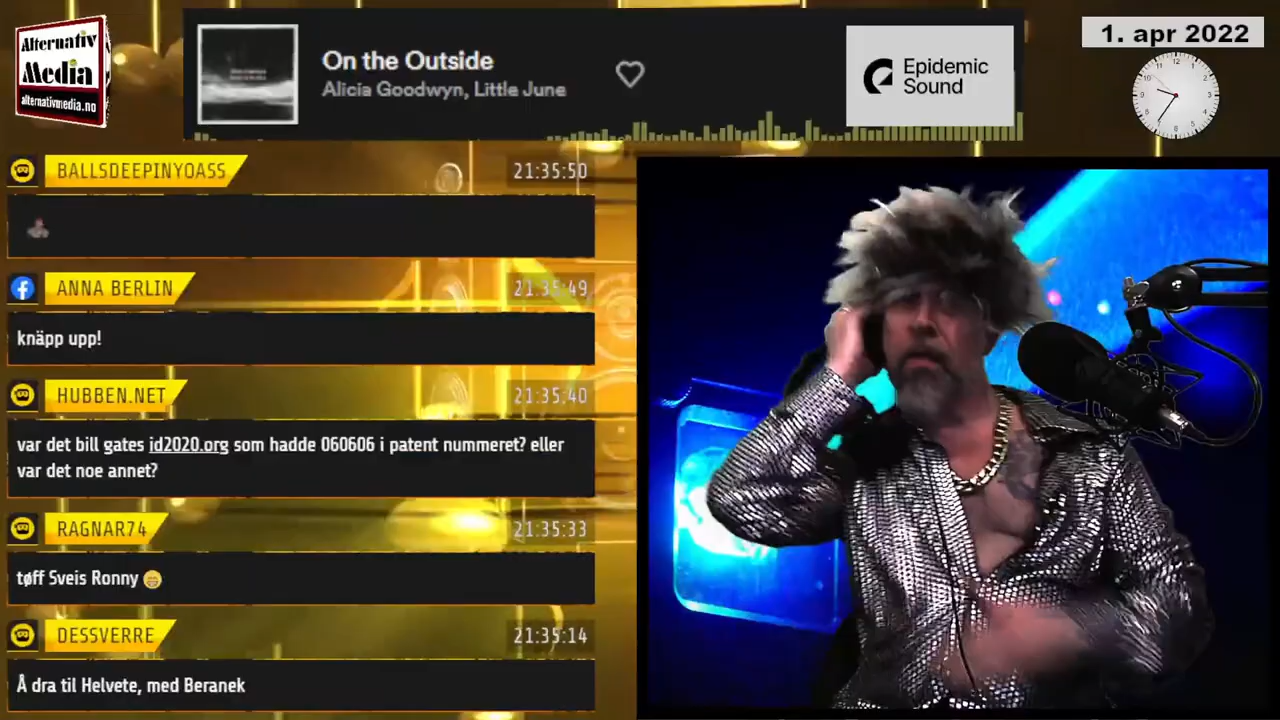 Alternativ
Media
alternativmedia.no
On the Outside
Alicia Goodwyn, Little June
Epidemic
Sound
1. apr 2022
BALLSDEEPINYOASS
21:35:50
ANNA BERLIN
21:35:49
knäpp upp!
HUBBEN.NET
21:35:40
var det bill gates id2020.org som hadde 060606 i patent nummeret? eller
var det noe annet?
RAGNAR74
21:35:33
tøff Sveis Ronny 😁
DESSVERRE
21:35:14
Å dra til Helvete, med Beranek